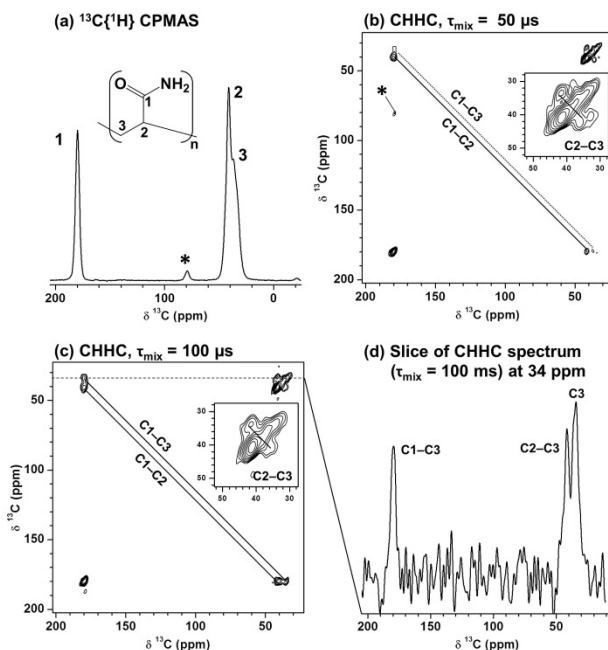 (a) ¹³C{¹H} CPMAS
O
NH₂
1
3
2
n
1
2
3
*
200
100
0
δ ¹³C (ppm)
(b) CHHC, τmix = 50 µs
50
100
150
200
δ ¹³C (ppm)
*
C1–C3
C1–C2
30
40
50
50
40
30
C2–C3
200
150
100
50
δ ¹³C (ppm)
(c) CHHC, τmix = 100 µs
50
100
150
200
δ ¹³C (ppm)
C1–C3
C1–C2
30
40
50
50
40
30
C2–C3
200
150
100
50
δ ¹³C (ppm)
(d) Slice of CHHC spectrum
(τmix = 100 ms) at 34 ppm
C3
C1–C3
C2–C3
200
150
100
50
δ ¹³C (ppm)